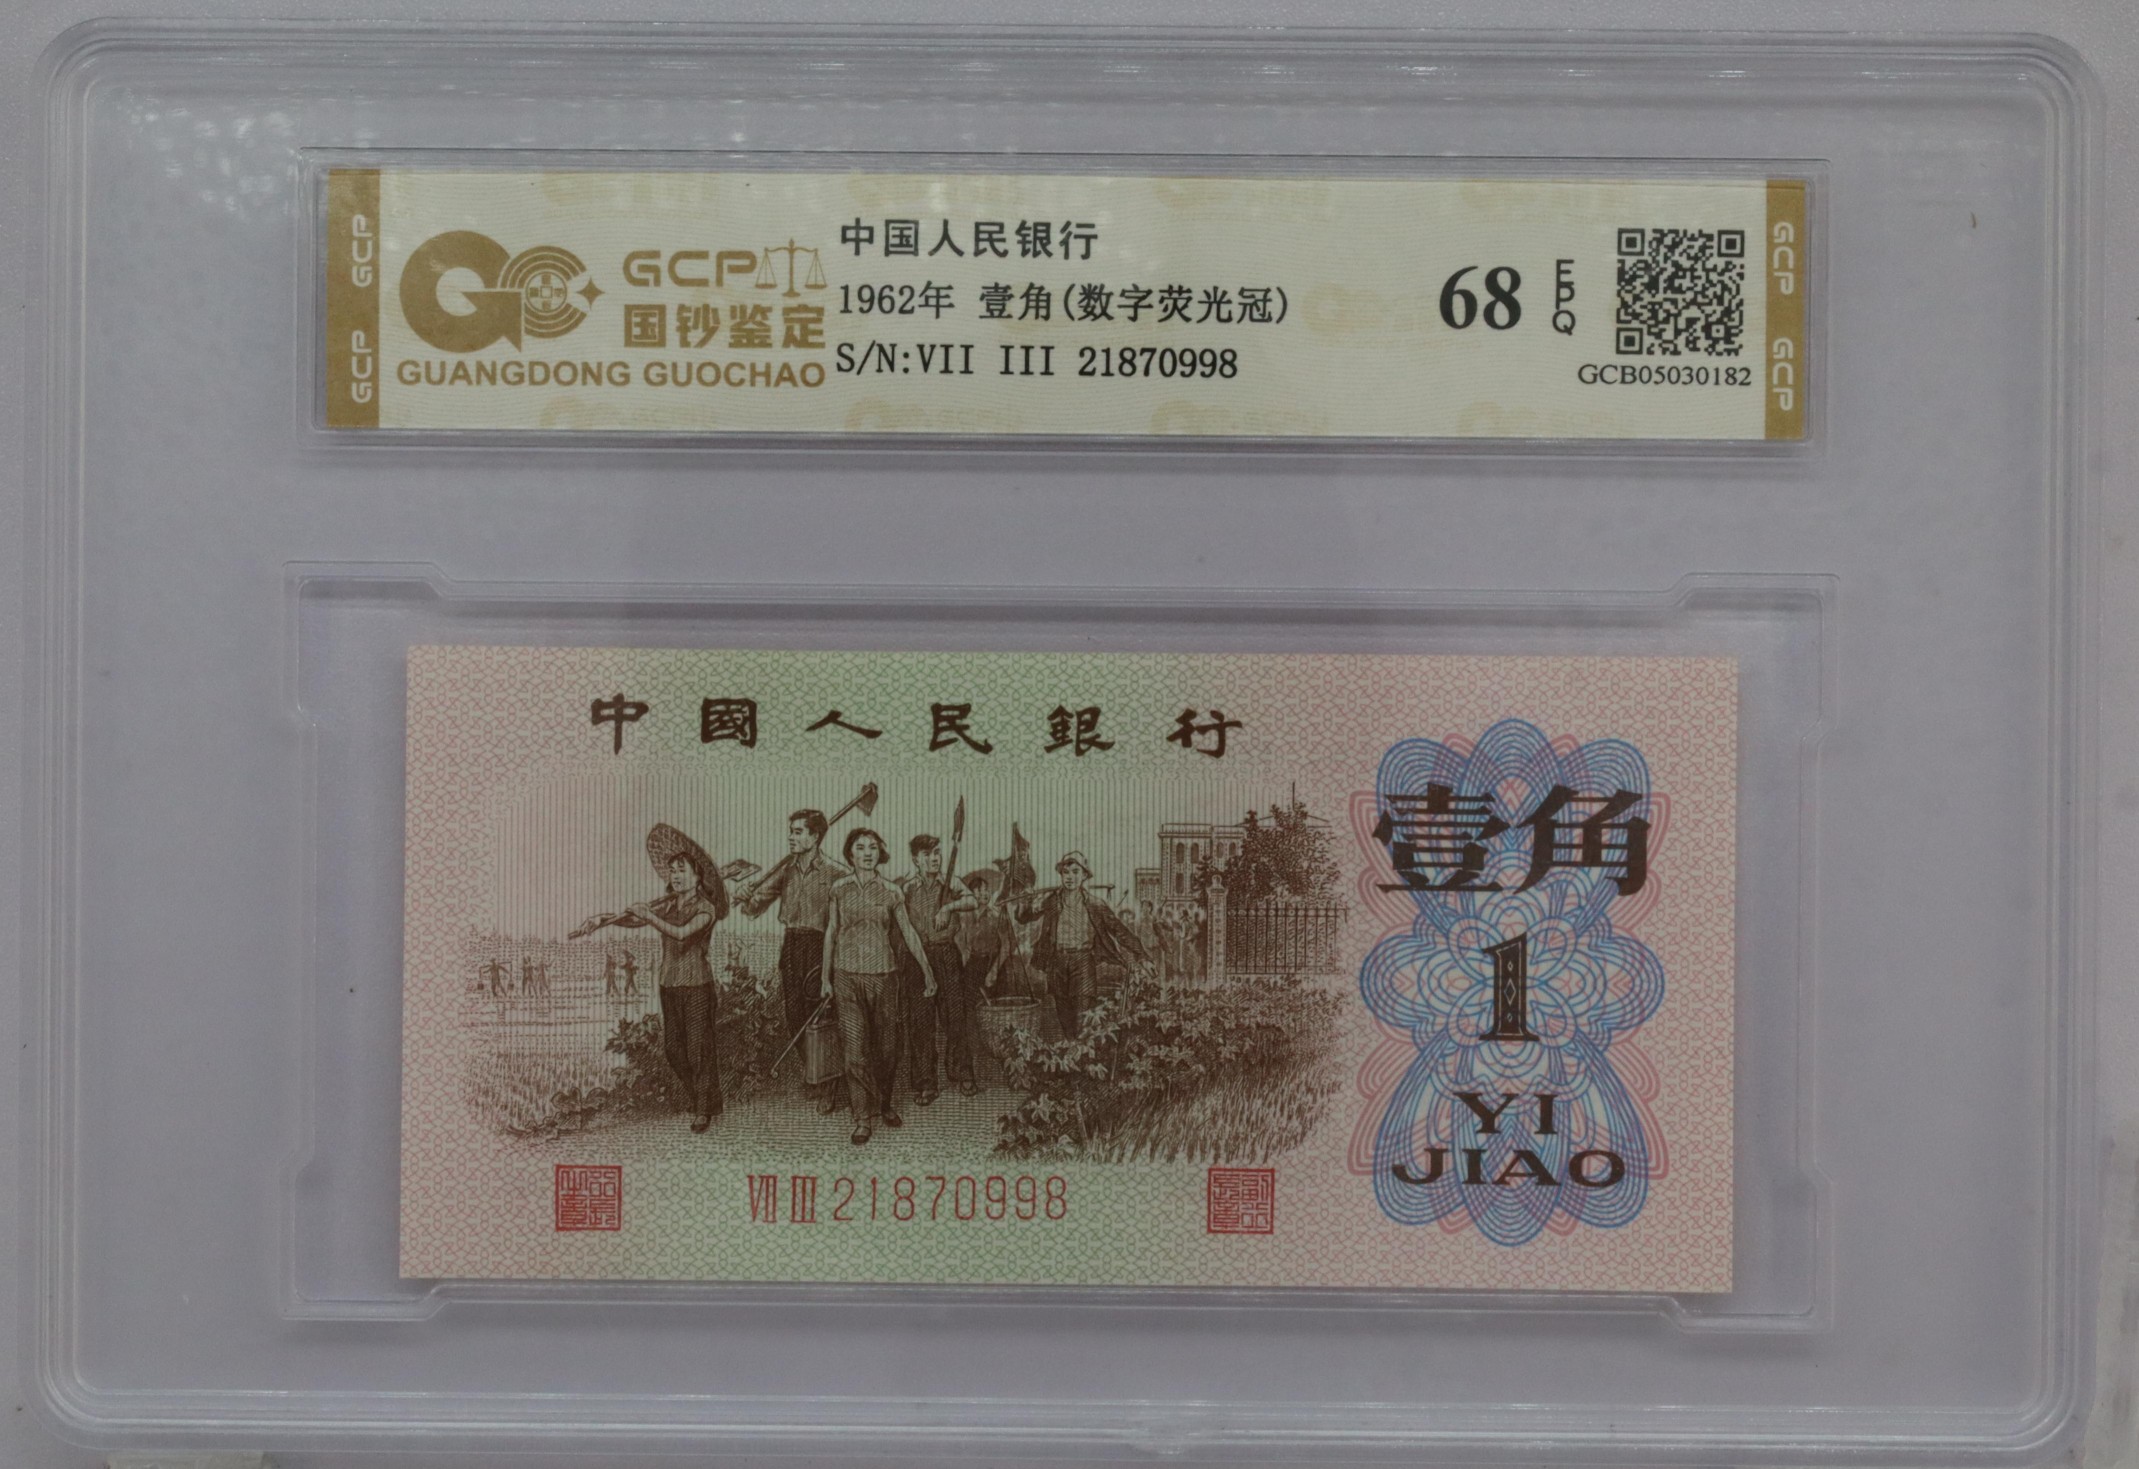 GCP
GCP
GCP
国钞鉴定
GUANGDONG GUOCHAO
中国人民银行
1962年 壹角(数字荧光冠)
S/N:VII III 21870998
68 EPQ
GCB05030182
GCP
GCP
中國人民銀行
壹角
1
YI
JIAO
VII III 21870998